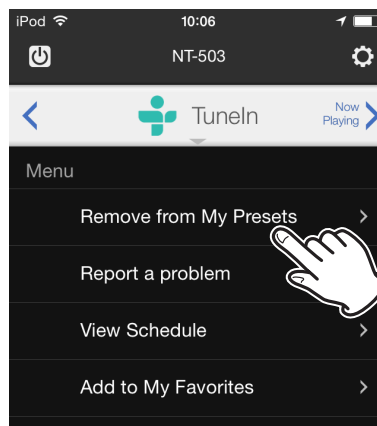 iPod 10:06
NT-503
TuneIn
Now
Playing
Menu
Remove from My Presets
Report a problem
View Schedule
Add to My Favorites